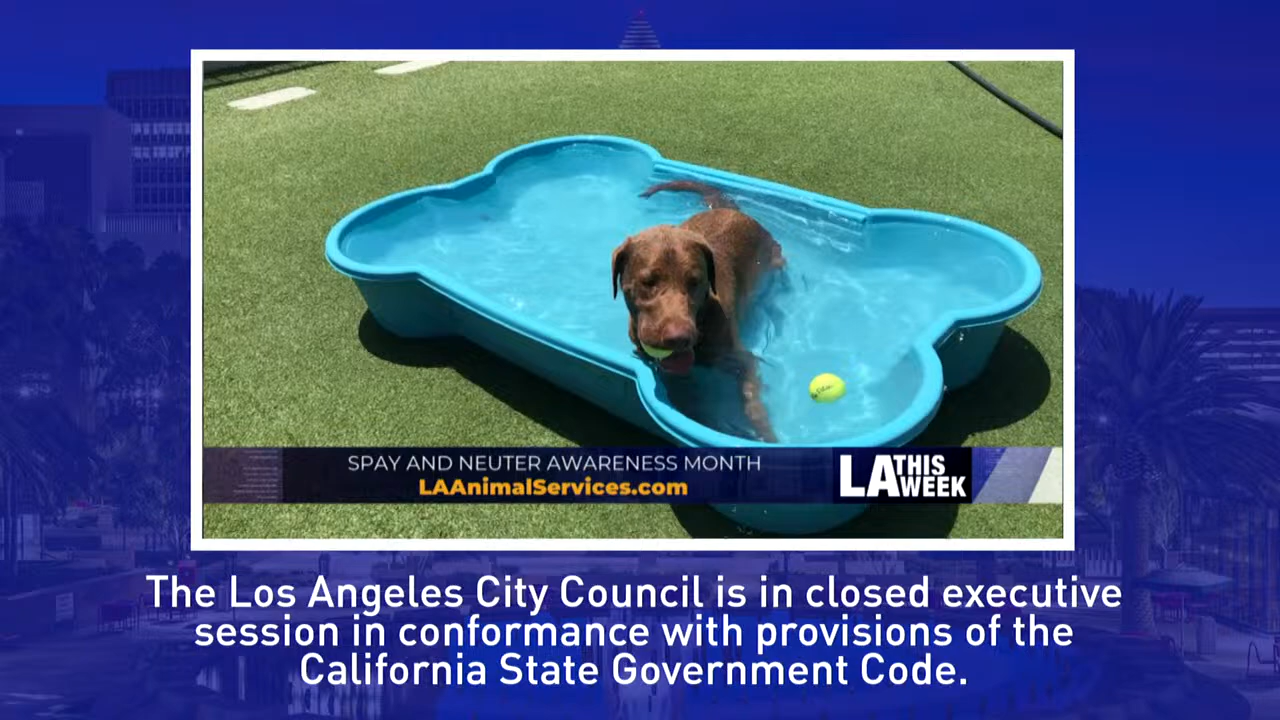 SPAY AND NEUTER AWARENESS MONTH
LAAnimalServices.com
LA THIS WEEK
The Los Angeles City Council is in closed executive
session in conformance with provisions of the
California State Government Code.